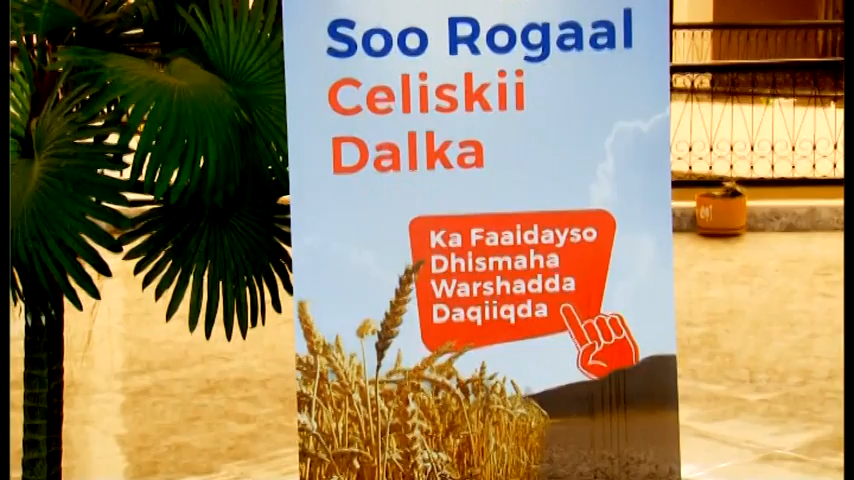 Soo Rogaal
Celiskii
Dalka
Ka Faaidayso
Dhismaha
Warshadda
Daqiiqda